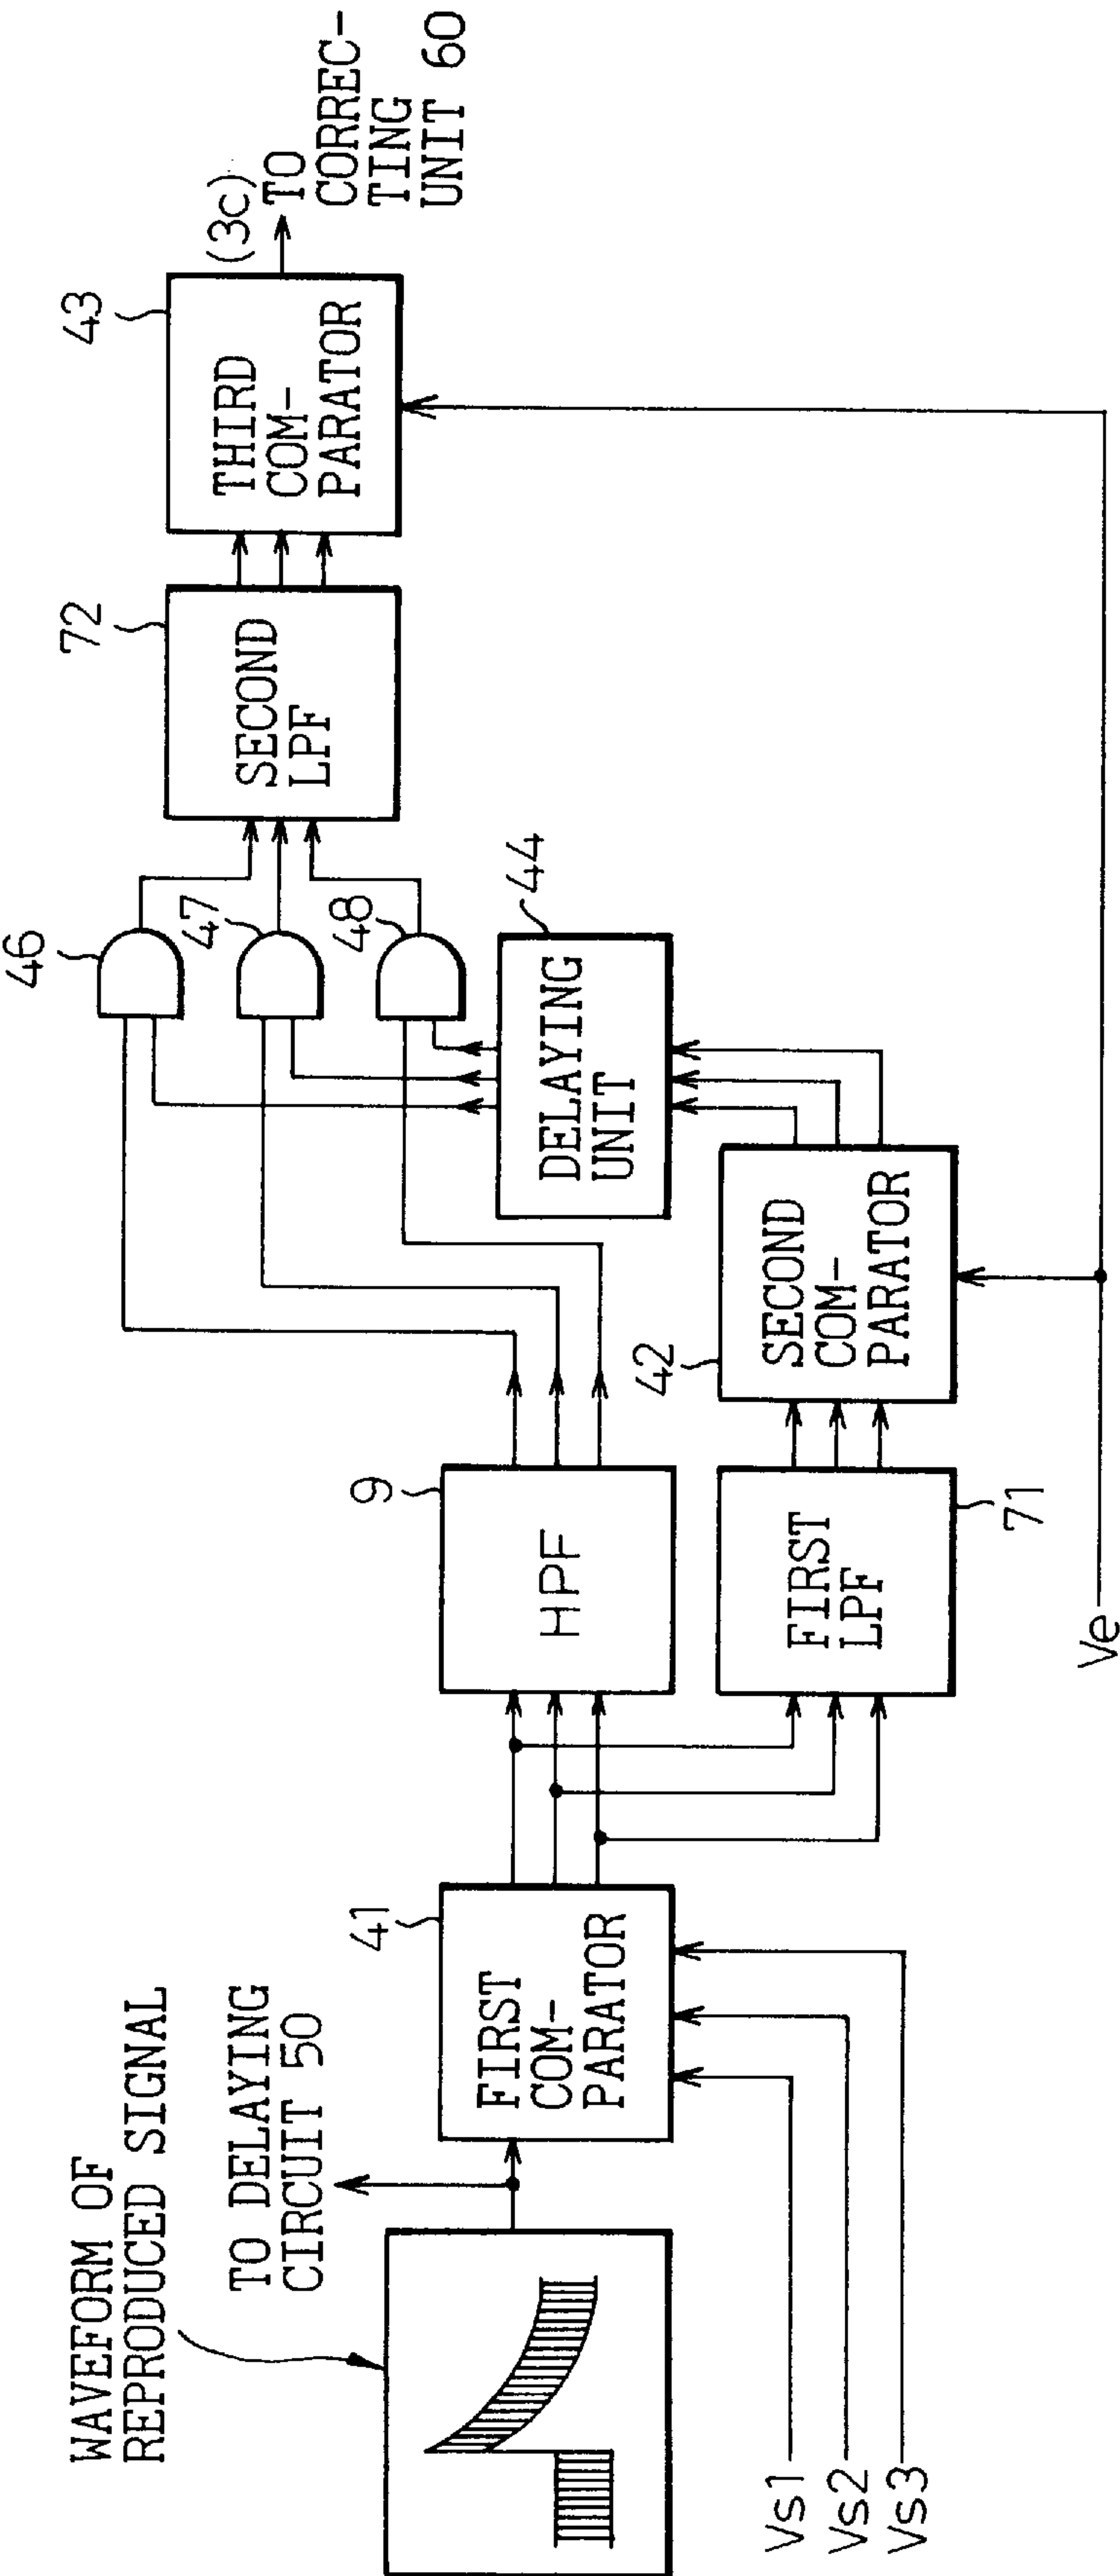 WAVEFORM OF
REPRODUCED SIGNAL
TO DELAYING
CIRCUIT 50
41
FIRST
COM-
PARATOR
Vs1
Vs2
Vs3
9
HPF
FIRST
LPF
71
42
SECOND
COM-
PARATOR
Ve
44
DELAYING
UNIT
46
47
48
72
SECOND
LPF
43
THIRD
COM-
PARATOR
(3c)
TO
CORREC-
TING
UNIT 60